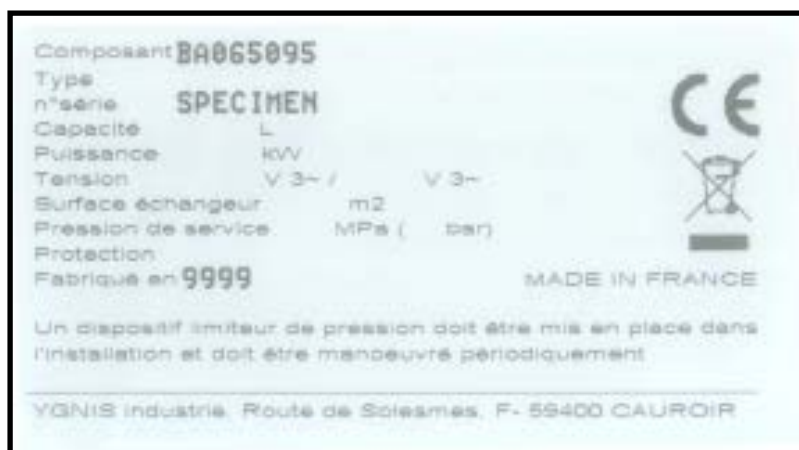 Composant BA065095
Type
n°série SPECIMEN
Capacité L
Puissance kW
Tension V 3~ / V 3~
Surface échangeur m2
Pression de service MPa ( bar)
Protection
Fabriqué en 9999
CE
MADE IN FRANCE
Un dispositif limiteur de pression doit être mis en place dans
l'installation et doit être manoeuvré périodiquement
YGNIS industrie, Route de Solesmes, F- 59400 CAUROIR